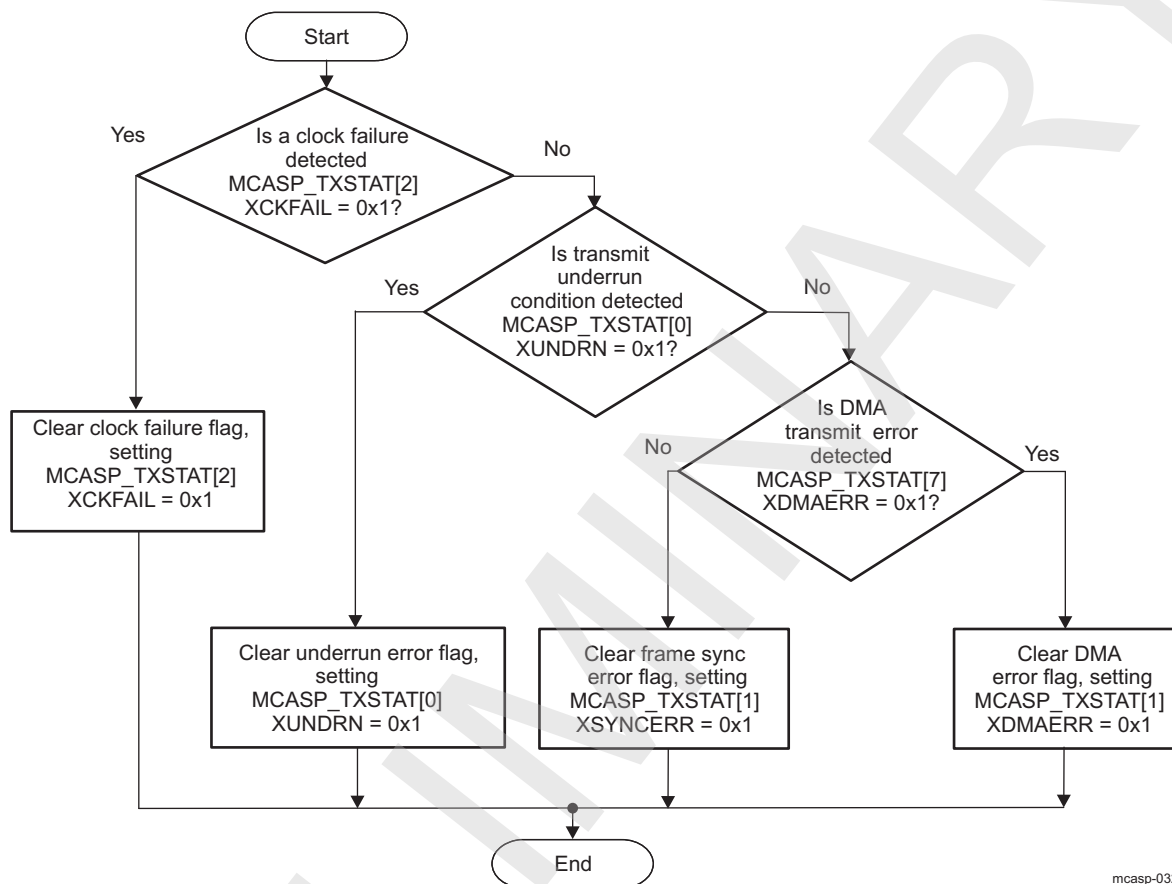 Start
Yes
Is a clock failure
detected
MCASP_TXSTAT[2]
XCKFAIL = 0x1?
No
Is transmit
underrun
condition detected
MCASP_TXSTAT[0]
XUNDRN = 0x1?
Yes
No
Is DMA
transmit error
detected
MCASP_TXSTAT[7]
XDMAERR = 0x1?
No
Yes
Clear clock failure flag,
setting
MCASP_TXSTAT[2]
XCKFAIL = 0x1
Clear underrun error flag,
setting
MCASP_TXSTAT[0]
XUNDRN = 0x1
Clear frame sync
error flag, setting
MCASP_TXSTAT[1]
XSYNCERR = 0x1
Clear DMA
error flag, setting
MCASP_TXSTAT[1]
XDMAERR = 0x1
End
IMINARY